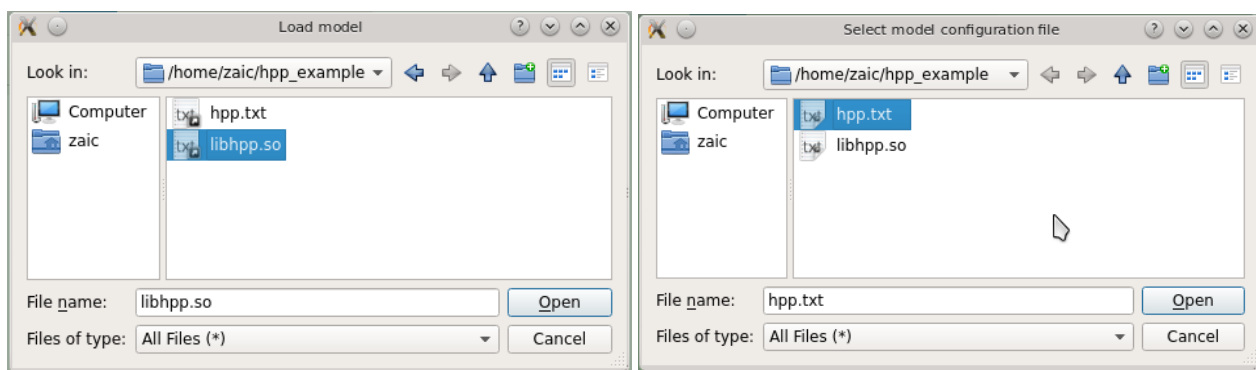 Load model
Look in:
/home/zaic/hpp_example
Computer
zaic
hpp.txt
libhpp.so
File name:
libhpp.so
Open
Files of type:
All Files (*)
Cancel
Select model configuration file
Look in:
/home/zaic/hpp_example
Computer
zaic
hpp.txt
libhpp.so
File name:
hpp.txt
Open
Files of type:
All Files (*)
Cancel